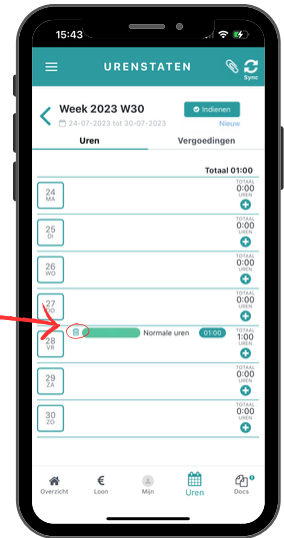 15:43
URENSTATEN
Sync
Week 2023 W30
Indienen
24-07-2023 tot 30-07-2023
Nieuw
Uren Vergoedingen
Totaal 01:00
24 MA TOTAAL 0:00 UREN
25 DI TOTAAL 0:00 UREN
26 WO TOTAAL 0:00 UREN
27 DO TOTAAL 0:00 UREN
28 VR Normale uren 01:00 TOTAAL 1:00 UREN
29 ZA TOTAAL 0:00 UREN
30 ZO TOTAAL 0:00 UREN
Overzicht € Loon Mijn Uren Docs